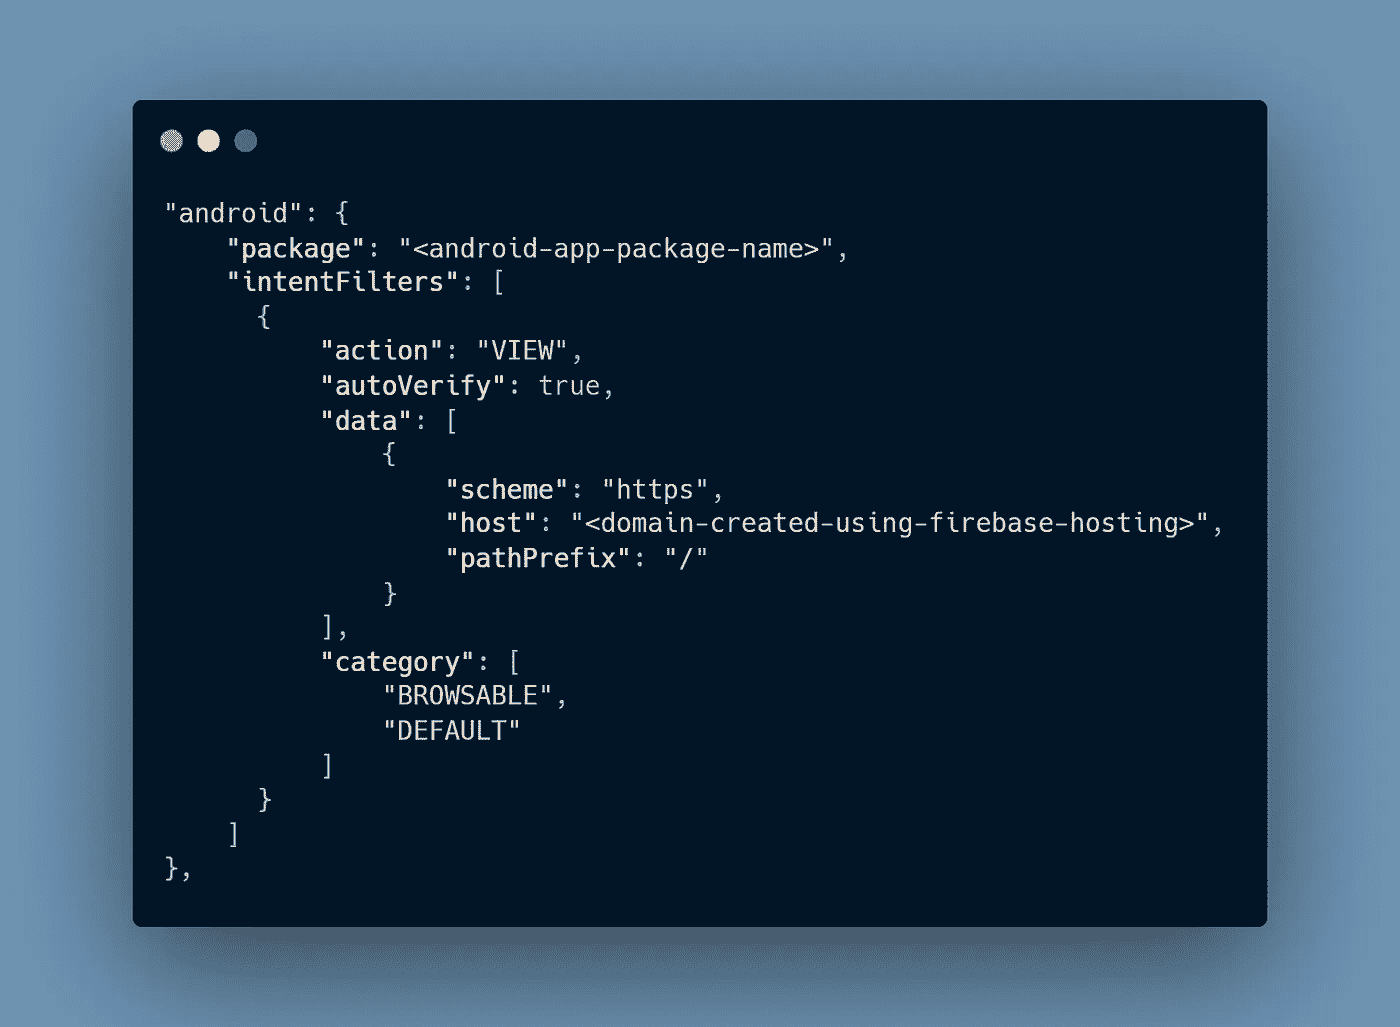 "android": {
    "package": "<android-app-package-name>",
    "intentFilters": [
      {
          "action": "VIEW",
          "autoVerify": true,
          "data": [
              {
                  "scheme": "https",
                  "host": "<domain-created-using-firebase-hosting>",
                  "pathPrefix": "/"
              }
          ],
          "category": [
              "BROWSABLE",
              "DEFAULT"
          ]
      }
    ]
},